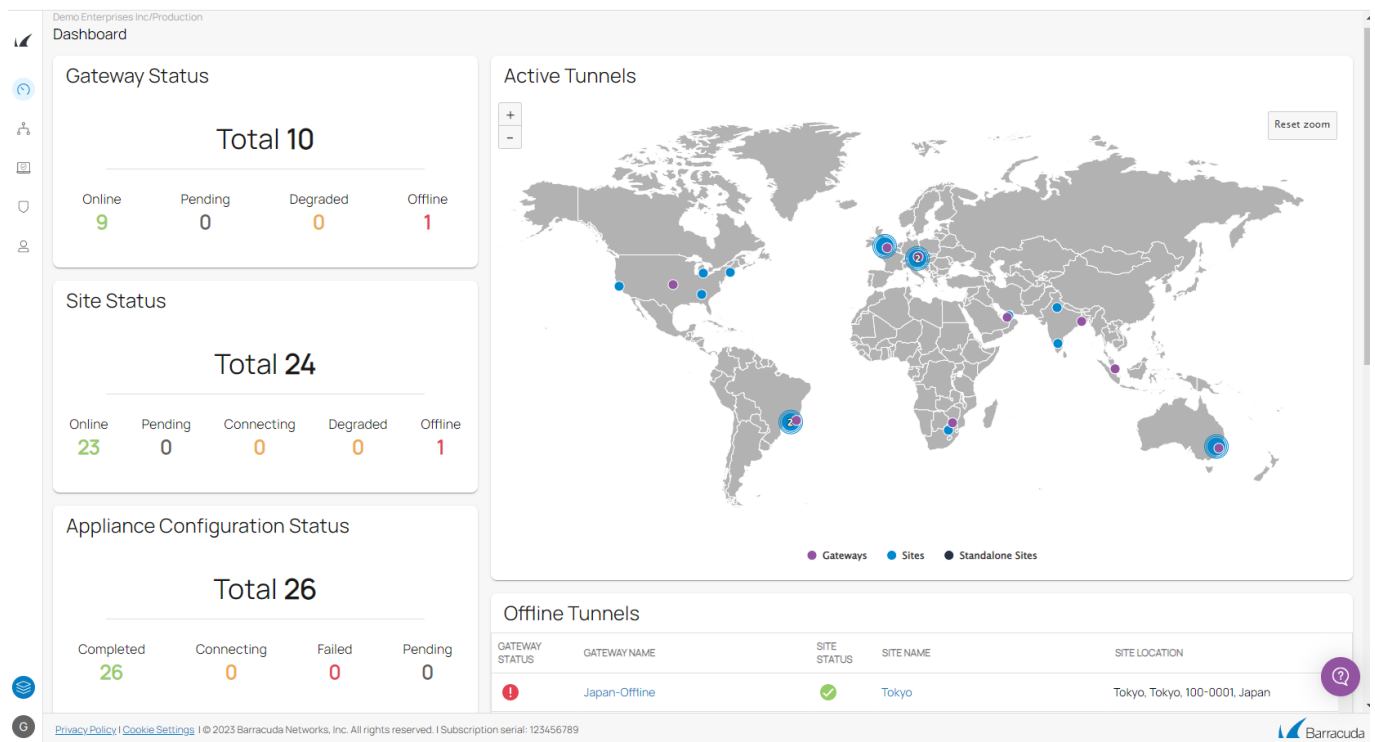 Demo Enterprises Inc/Production
Dashboard
Gateway Status
Total 10
Online Pending Degraded Offline
9 0 0 1
Site Status
Total 24
Online Pending Connecting Degraded Offline
23 0 0 0 1
Appliance Configuration Status
Total 26
Completed Connecting Failed Pending
26 0 0 0
Active Tunnels
+
−
Reset zoom
2
2
Gateways Sites Standalone Sites
Offline Tunnels
GATEWAY STATUS GATEWAY NAME SITE STATUS SITE NAME SITE LOCATION
Japan-Offline Tokyo Tokyo, Tokyo, 100-0001, Japan
G
Privacy Policy | Cookie Settings | © 2023 Barracuda Networks, Inc. All rights reserved. | Subscription serial: 123456789
Barracuda